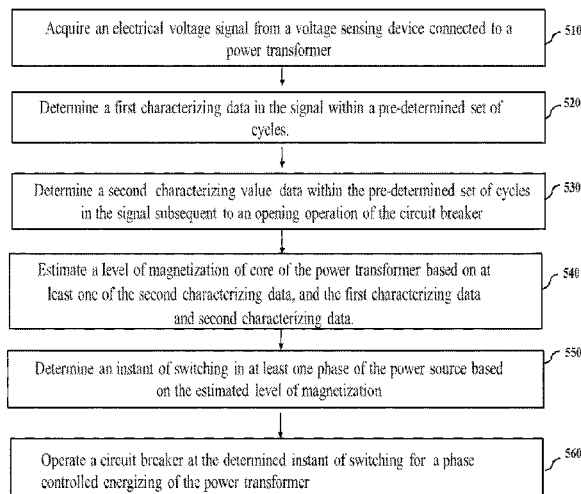 Acquire an electrical voltage signal from a voltage sensing device connected to a
power transformer
510
Determine a first characterizing data in the signal within a pre-determined set of
cycles.
520
Determine a second characterizing value data within the pre-determined set of cycles
in the signal subsequent to an opening operation of the circuit breaker
530
Estimate a level of magnetization of core of the power transformer based on at
least one of the second characterizing data, and the first characterizing data
and second characterizing data.
540
Determine an instant of switching in at least one phase of the power source based
on the estimated level of magnetization
550
Operate a circuit breaker at the determined instant of switching for a phase
controlled energizing of the power transformer
560